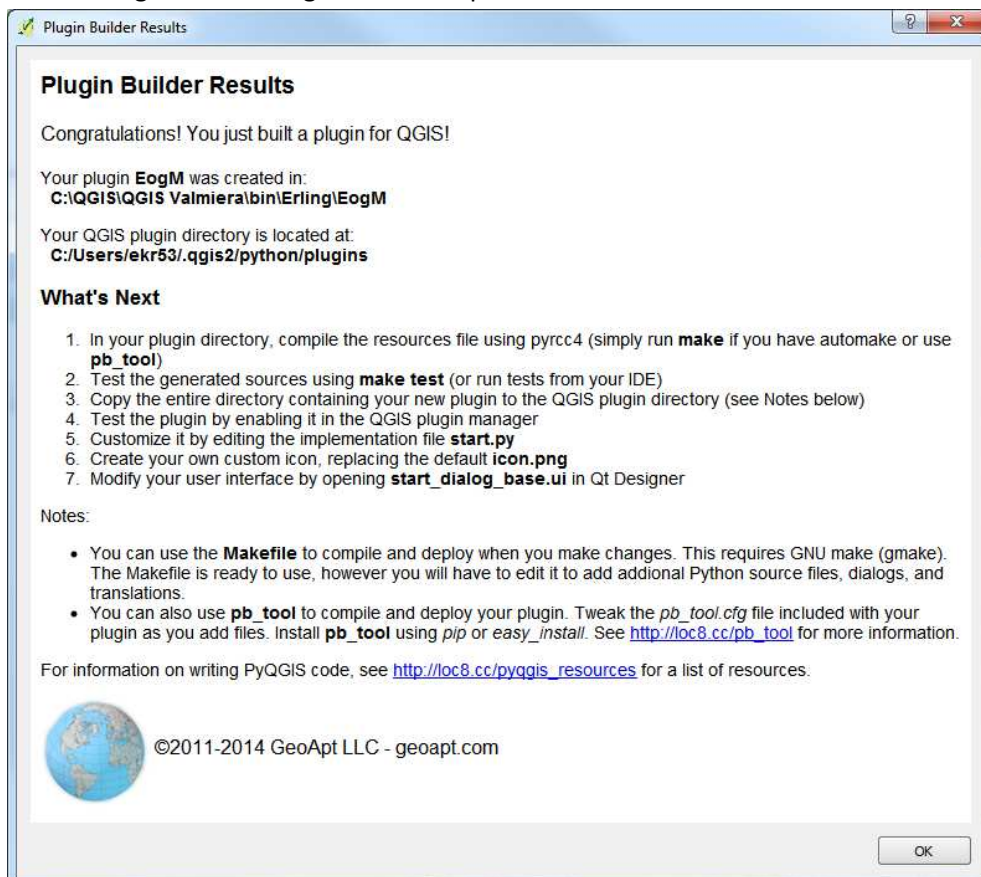 Plugin Builder Results
Plugin Builder Results
Congratulations! You just built a plugin for QGIS!
Your plugin EogM was created in:
C:\QGIS\QGIS Valmiera\bin\Erling\EogM
Your QGIS plugin directory is located at:
C:/Users/ekr53/.qgis2/python/plugins
What's Next
1. In your plugin directory, compile the resources file using pyrcc4 (simply run make if you have automake or use
pb_tool)
2. Test the generated sources using make test (or run tests from your IDE)
3. Copy the entire directory containing your new plugin to the QGIS plugin directory (see Notes below)
4. Test the plugin by enabling it in the QGIS plugin manager
5. Customize it by editing the implementation file start.py
6. Create your own custom icon, replacing the default icon.png
7. Modify your user interface by opening start_dialog_base.ui in Qt Designer
Notes:
• You can use the Makefile to compile and deploy when you make changes. This requires GNU make (gmake).
The Makefile is ready to use, however you will have to edit it to add addional Python source files, dialogs, and
translations.
• You can also use pb_tool to compile and deploy your plugin. Tweak the pb_tool.cfg file included with your
plugin as you add files. Install pb_tool using pip or easy_install. See http://loc8.cc/pb_tool for more information.
For information on writing PyQGIS code, see http://loc8.cc/pyqgis_resources for a list of resources.
©2011-2014 GeoApt LLC - geoapt.com
OK